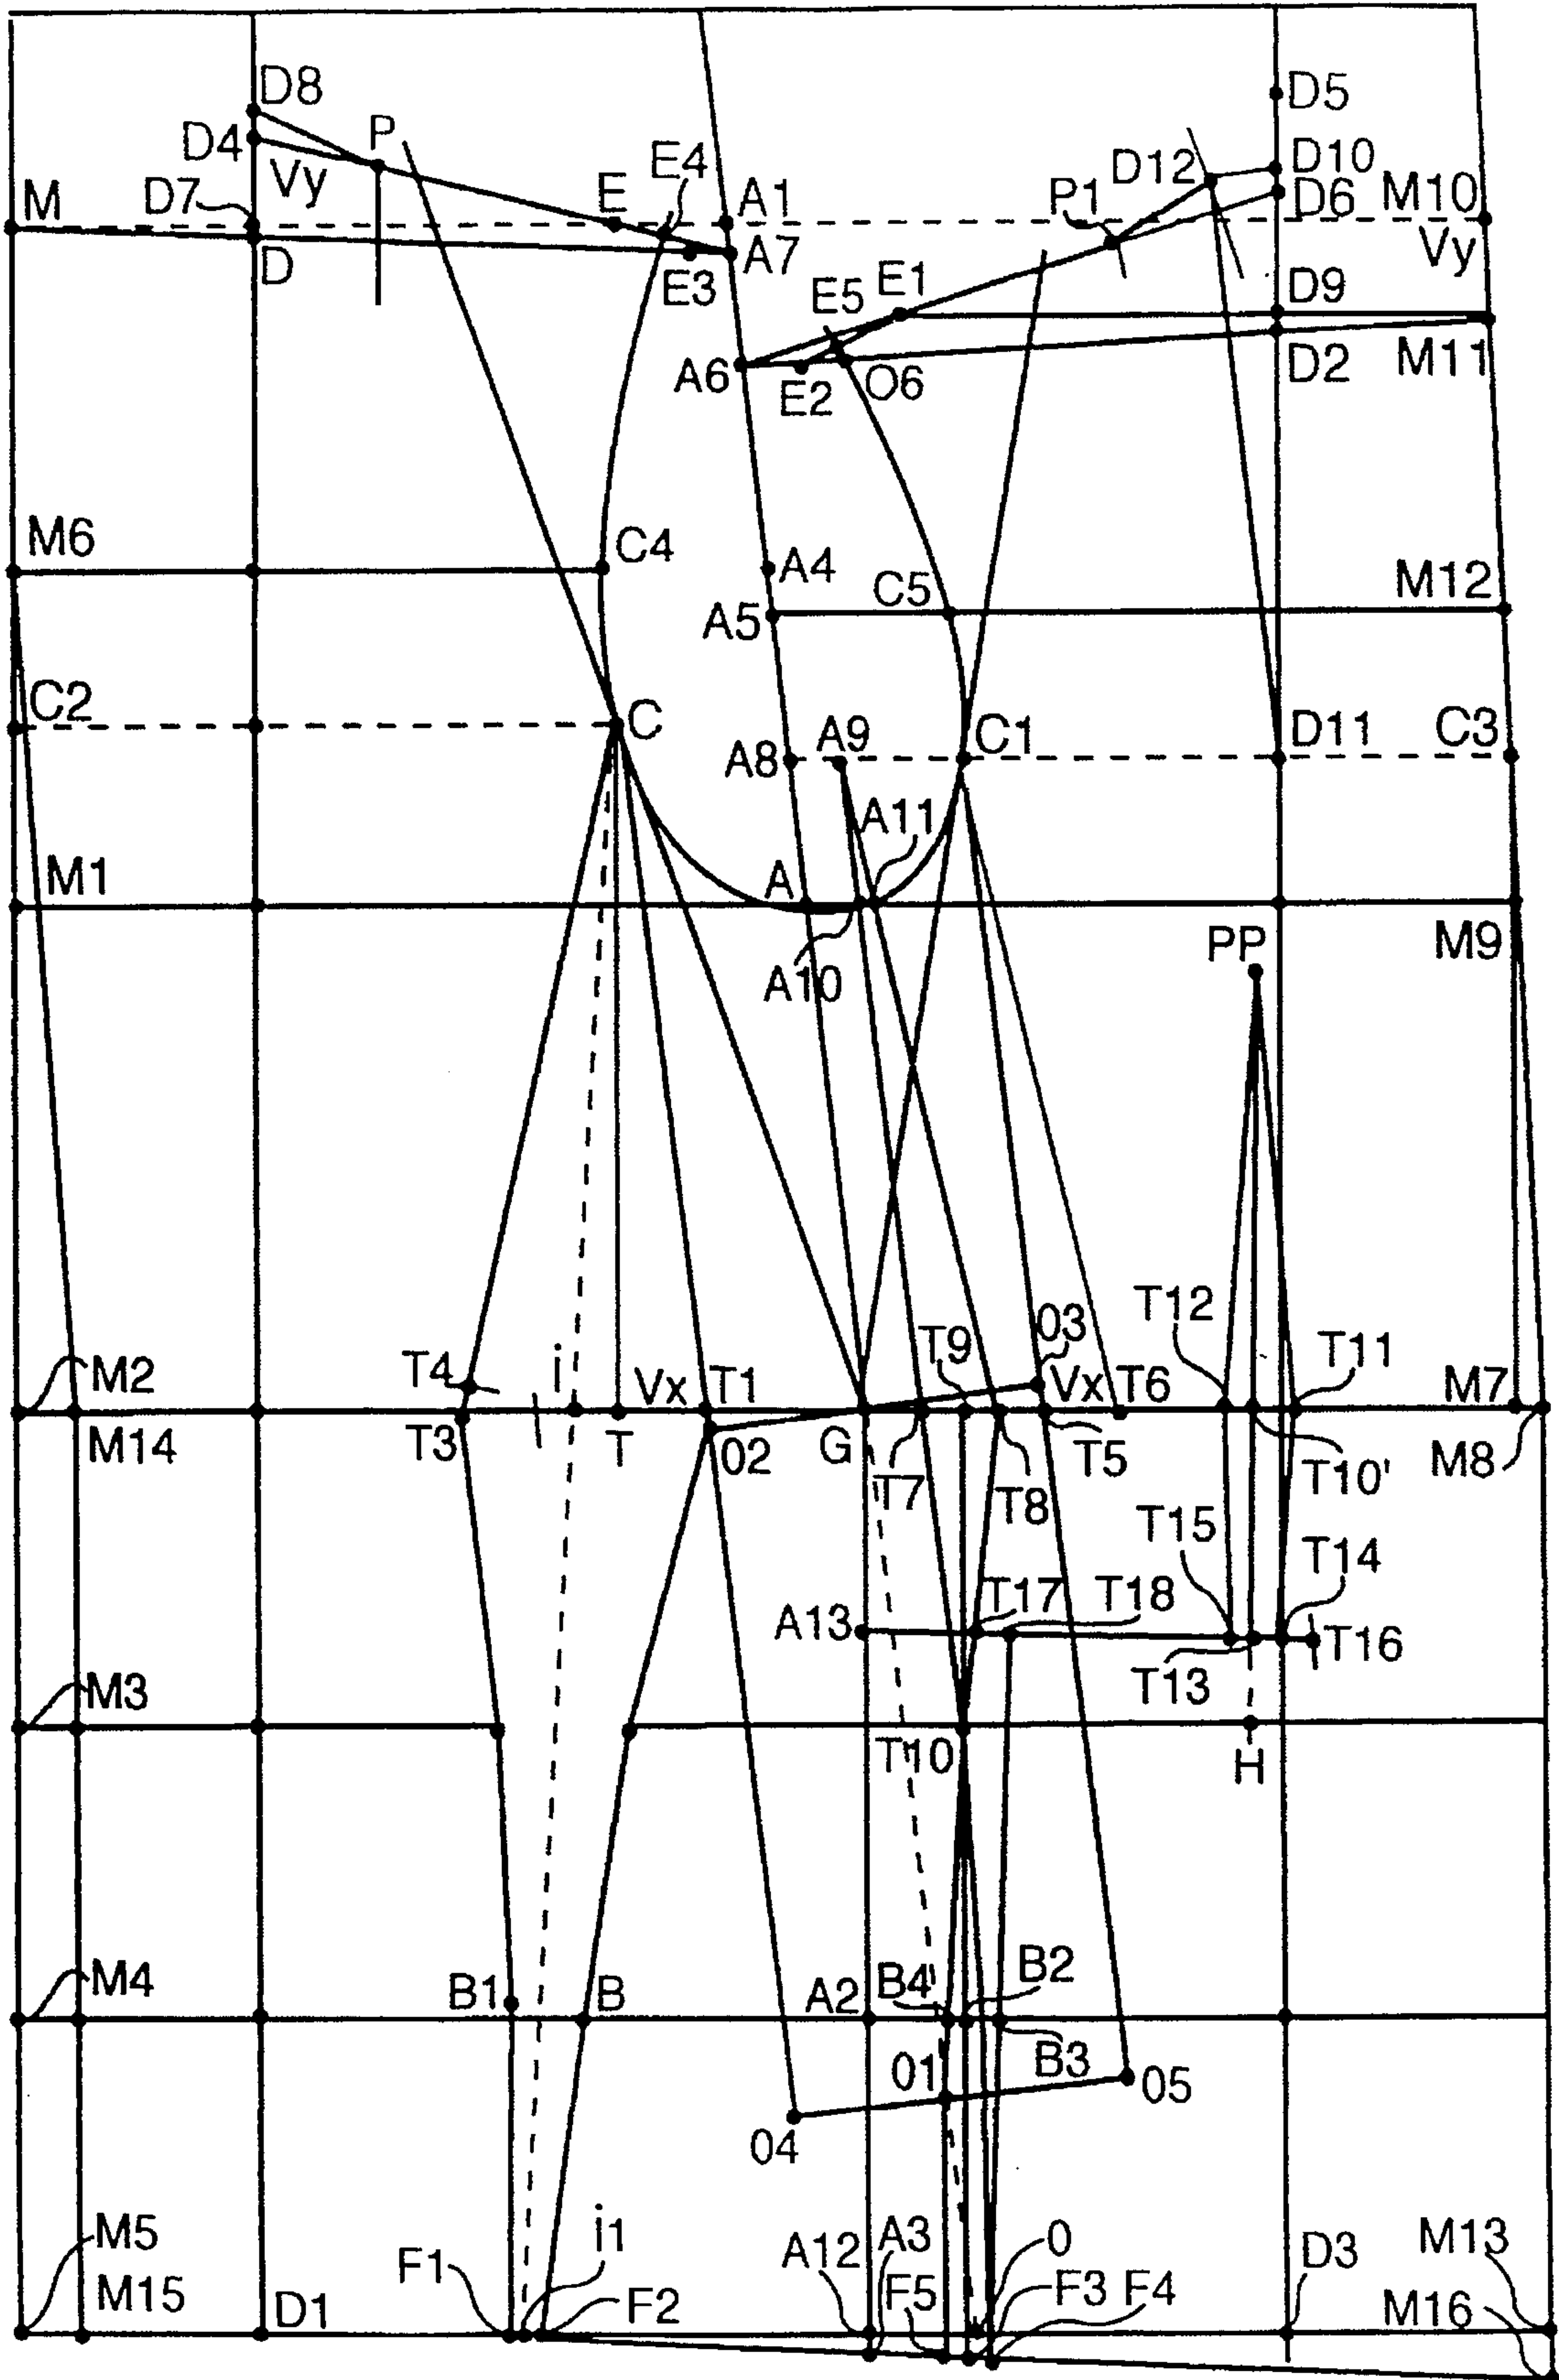 D8
D5
D4
P
E4
D12
D10
Vy
E
A1
P1
D6
M10
M
D7
Vy
D
E3
A7
E5
E1
D9
A6
E2
O6
D2
M11
M6
C4
A4
C5
M12
A5
C2
C
A8
A9
C1
D11
C3
A11
M1
A
A10
PP
M9
T12
T9
03
T11
M2
T4
i
Vx
T1
Vx
T6
M7
M14
T3
T
02
G
T7
T8
T5
T10'
M8
T15
T14
A13
T17
T18
T16
T13
M3
T10
H
M4
B1
B
A2
B4
B2
01
B3
05
04
M5
i1
A12
A3
0
D3
M13
M15
D1
F1
F2
F5
F3
F4
M16